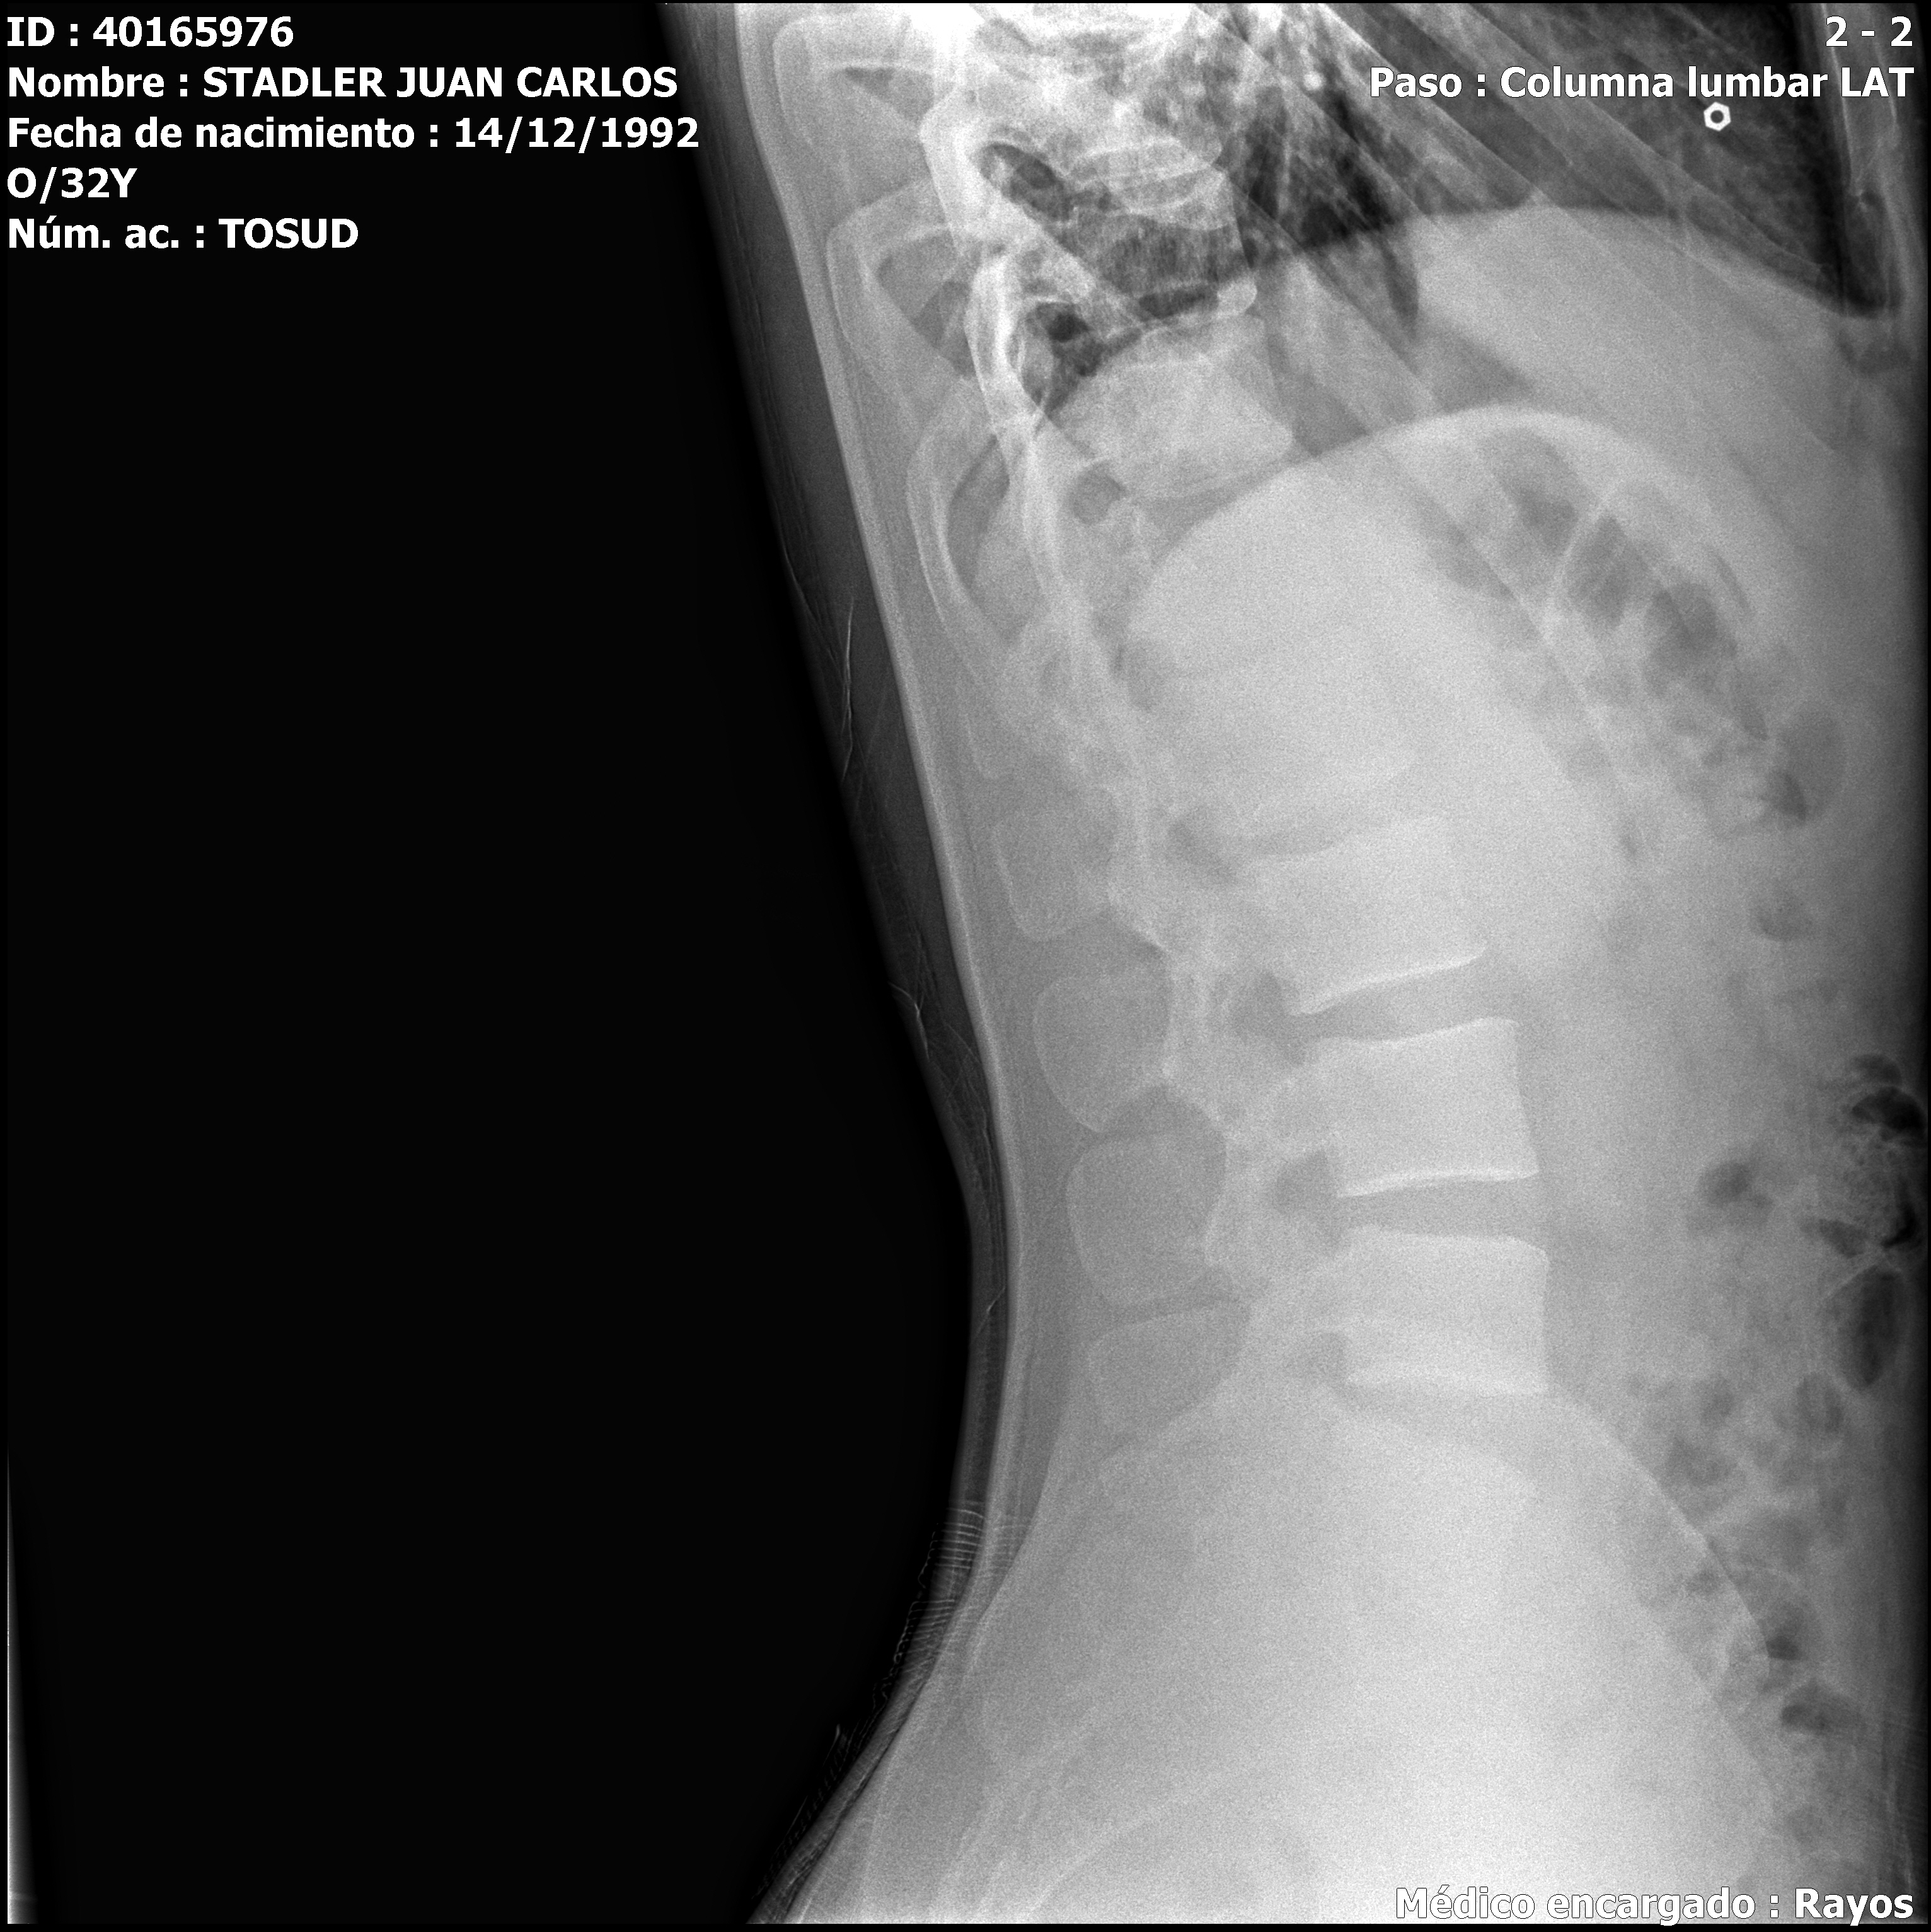 ID : 40165976
Nombre : STADLER JUAN CARLOS
Fecha de nacimiento : 14/12/1992
O/32Y
Núm. ac. : TOSUD
2 - 2
Paso : Columna lumbar LAT
Médico encargado : Rayos